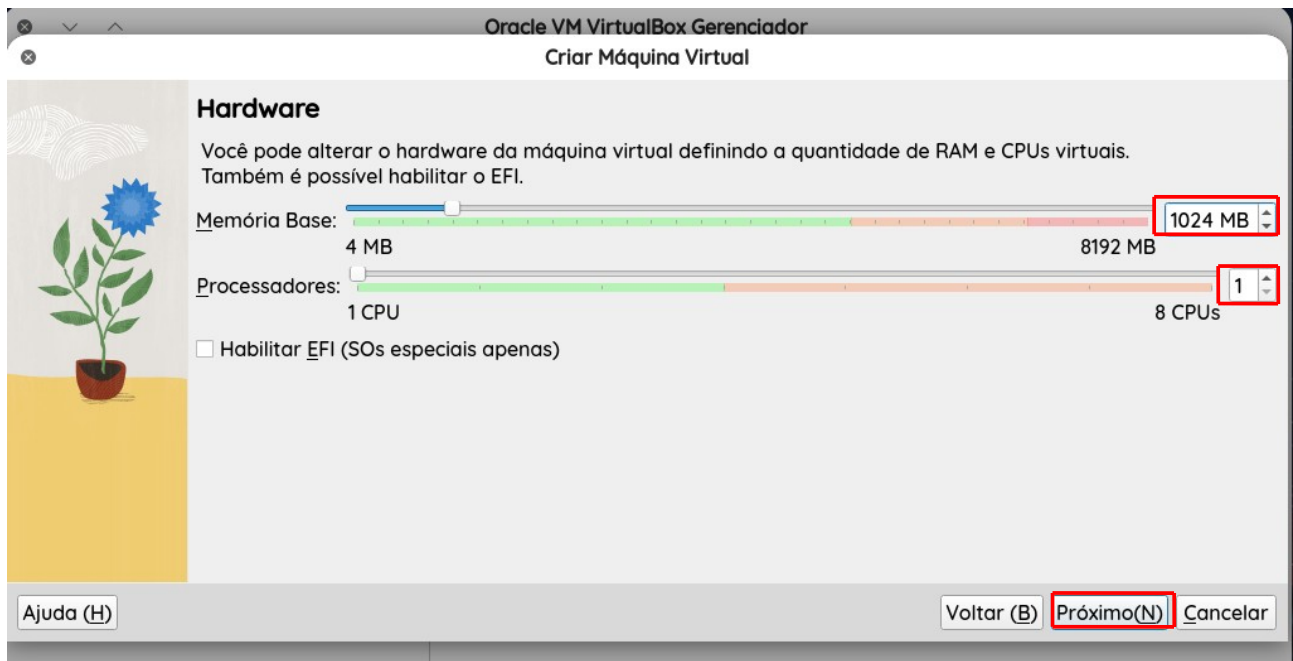 Oracle VM VirtualBox Gerenciador
Criar Máquina Virtual
Hardware
Você pode alterar o hardware da máquina virtual definindo a quantidade de RAM e CPUs virtuais.
Também é possível habilitar o EFI.
Memória Base:
1024 MB
4 MB
8192 MB
Processadores:
1
1 CPU
8 CPUs
Habilitar EFI (SOs especiais apenas)
Ajuda (H)
Voltar (B)
Próximo(N)
Cancelar